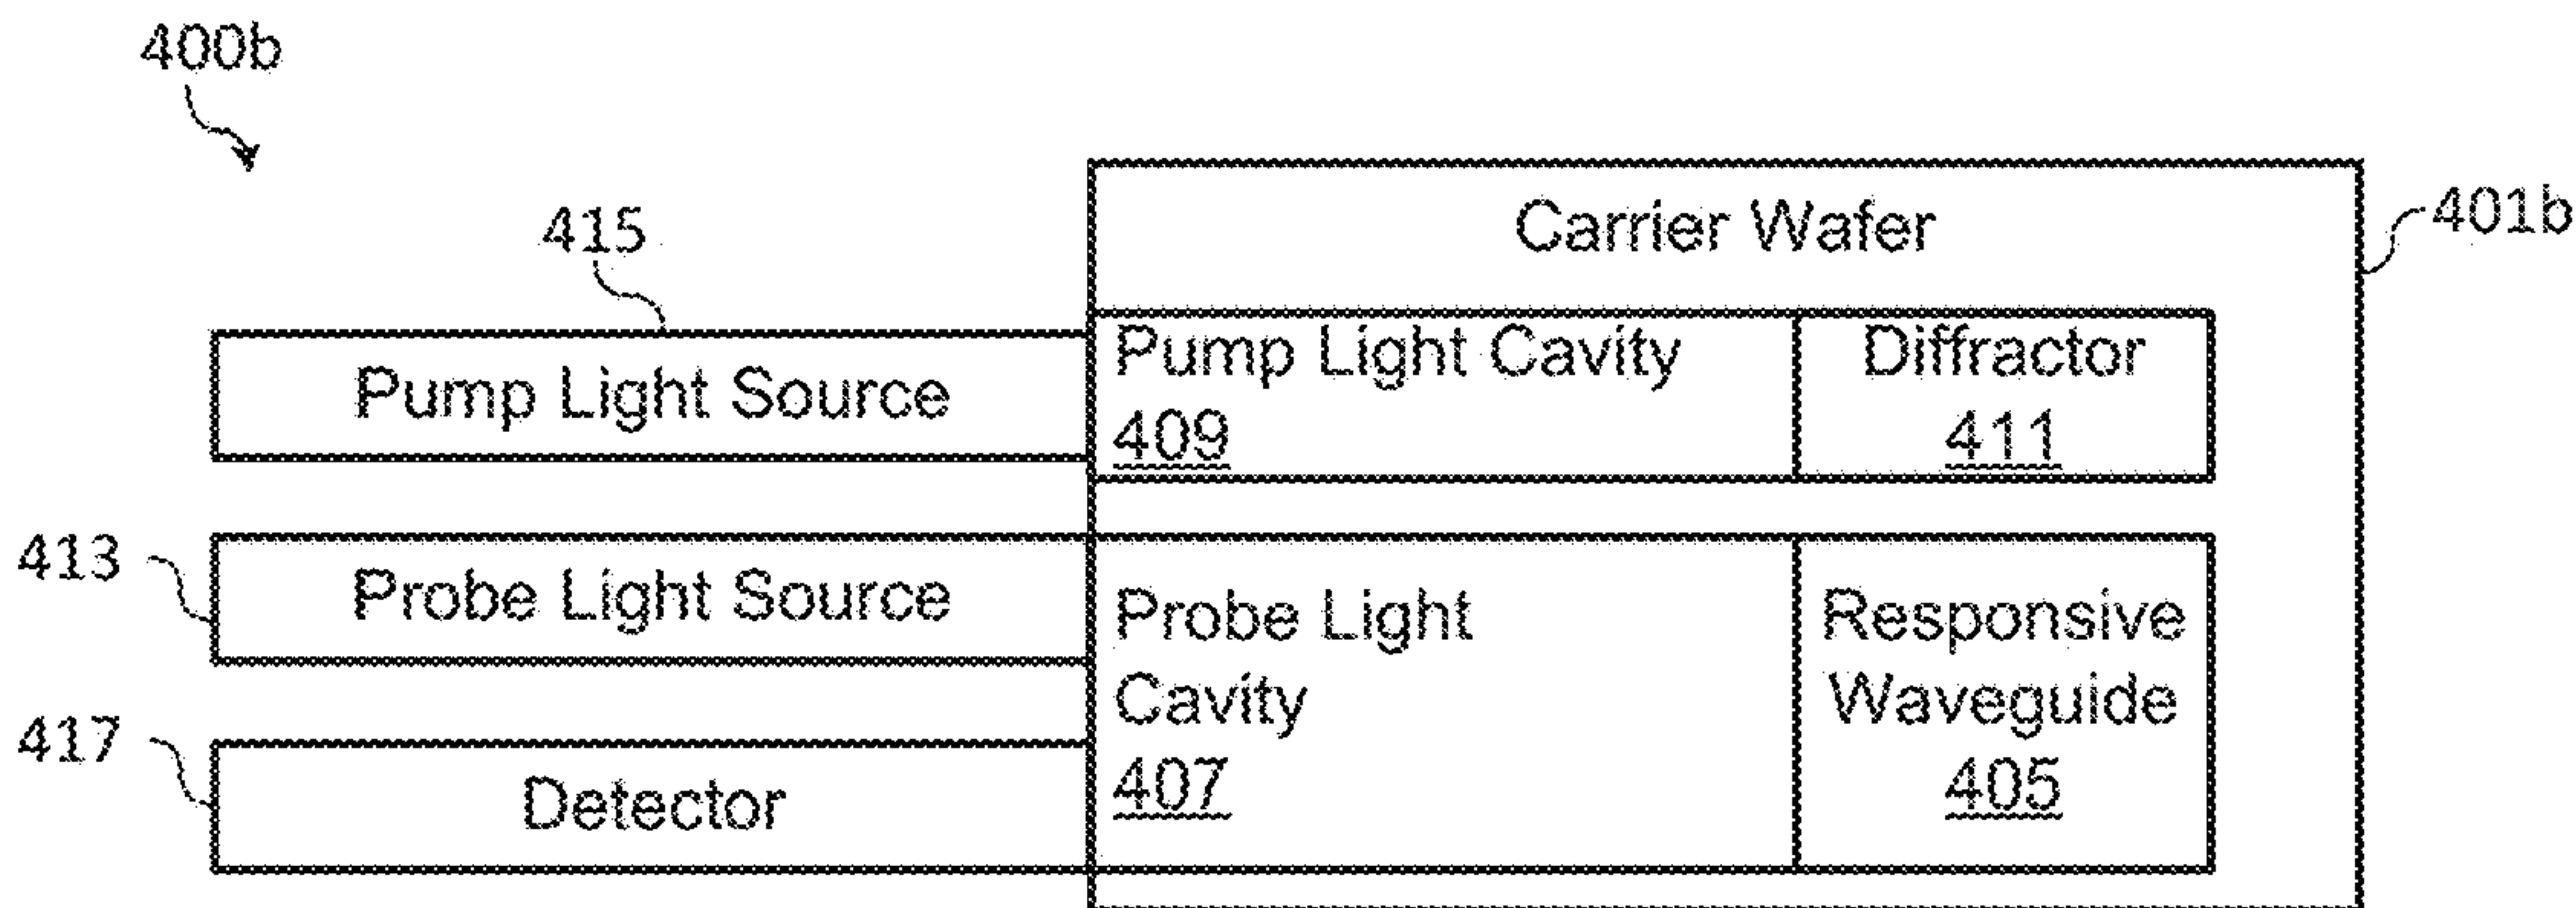 400b
Carrier Wafer
401b
415
Pump Light Source
Pump Light Cavity
409
Diffractor
411
413
Probe Light Source
Probe Light
Cavity
407
Responsive
Waveguide
405
417
Detector